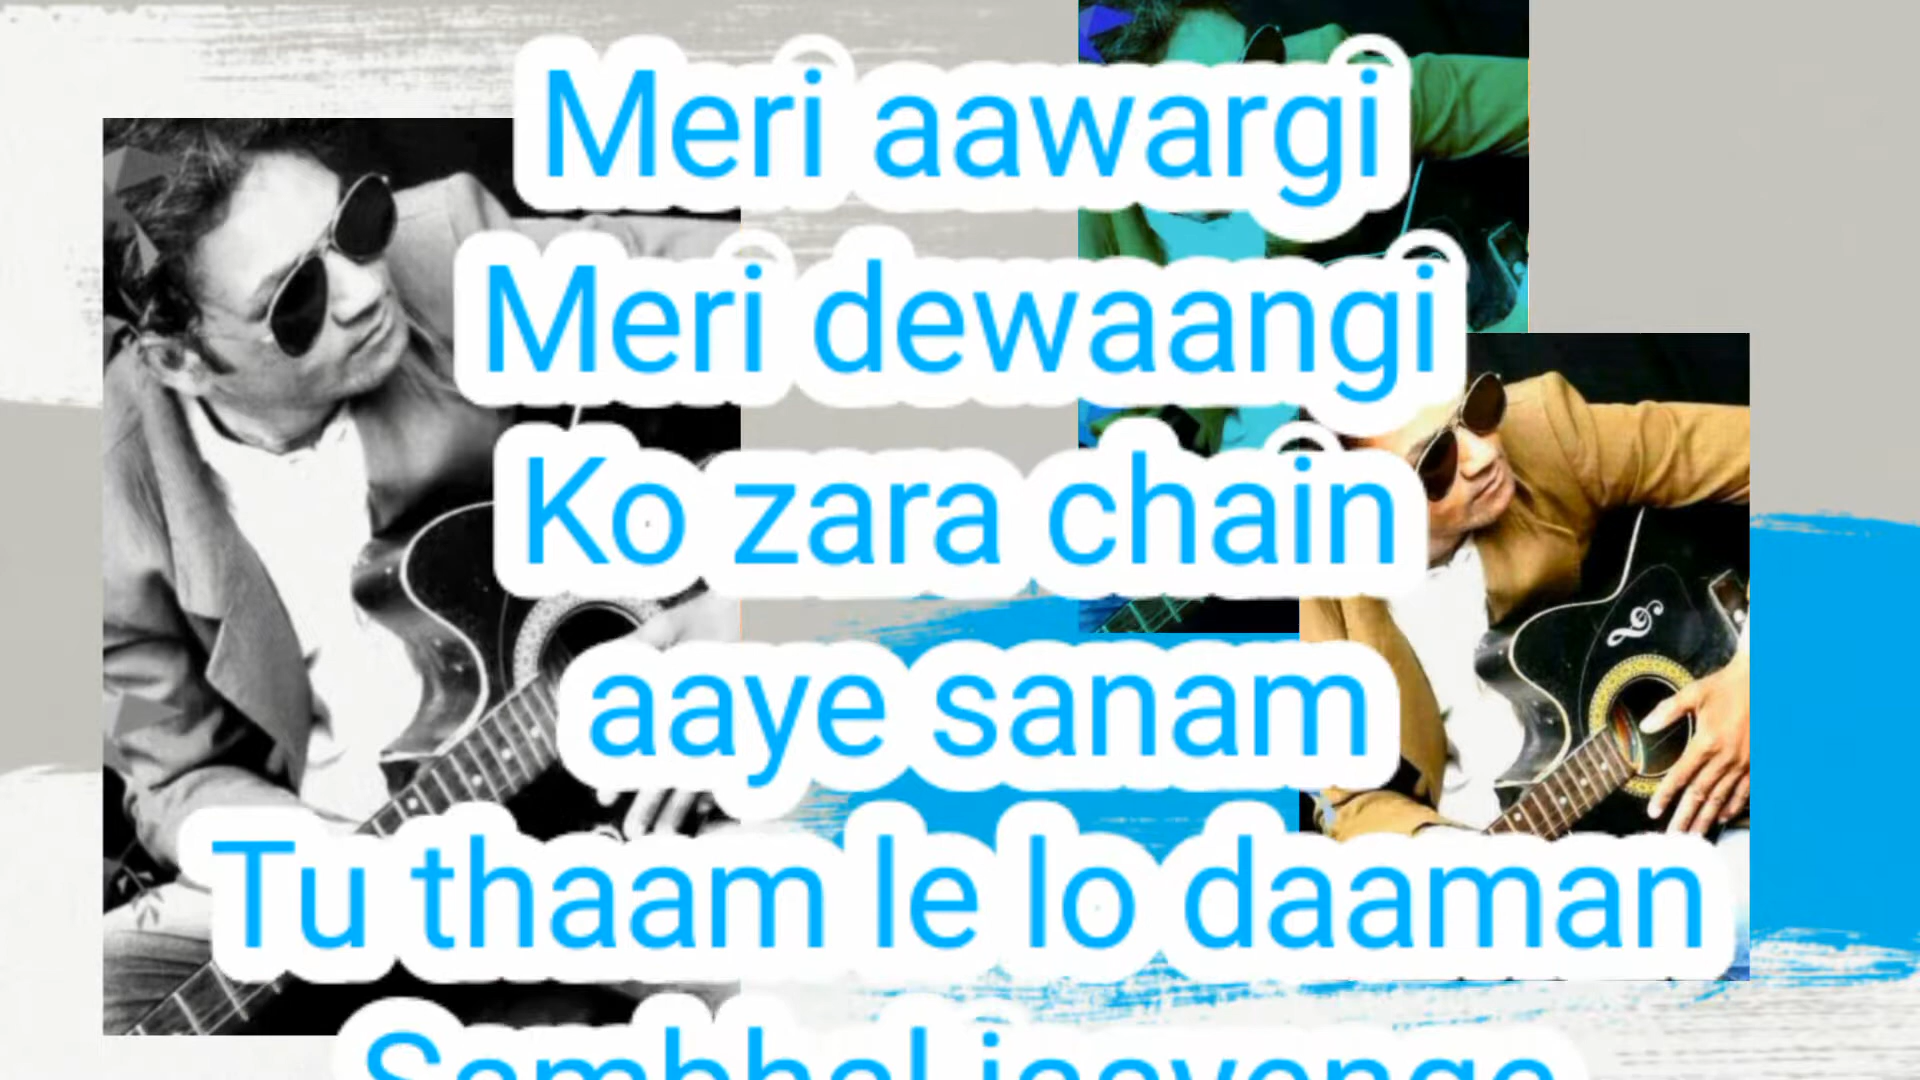 Meri aawargi
Meri dewaangi
Ko zara chain
aaye sanam
Tu thaam le lo daaman
Sambhal jaayenge